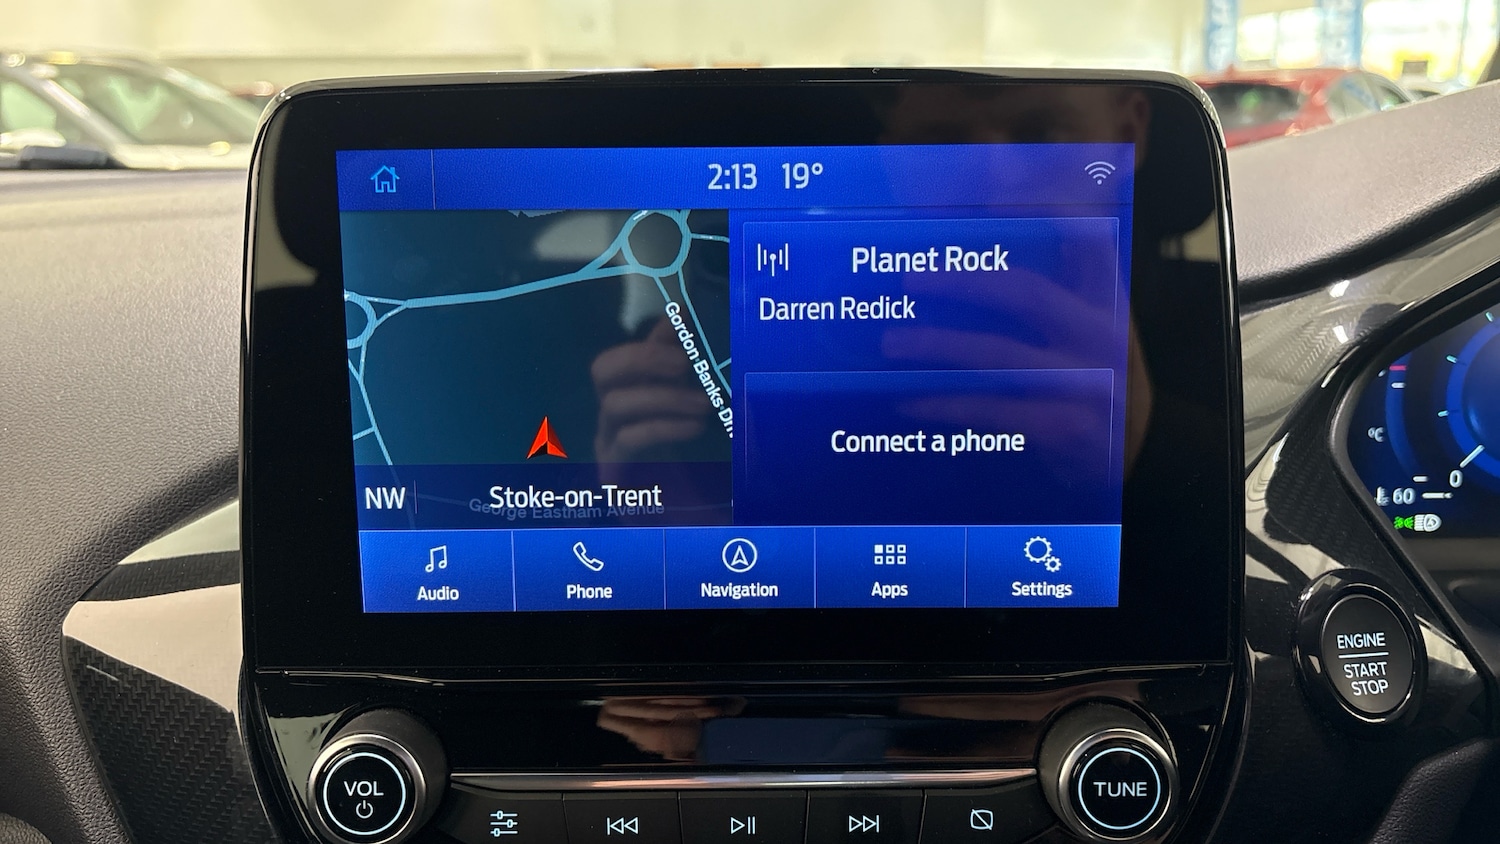 2:13 19°
Planet Rock
Darren Redick
Gordon Banks Dr
Connect a phone
NW Stoke-on-Trent
George Eastham Avenue
Audio
Phone
Navigation
Apps
Settings
°C
0
60
ENGINE
START
STOP
VOL
TUNE